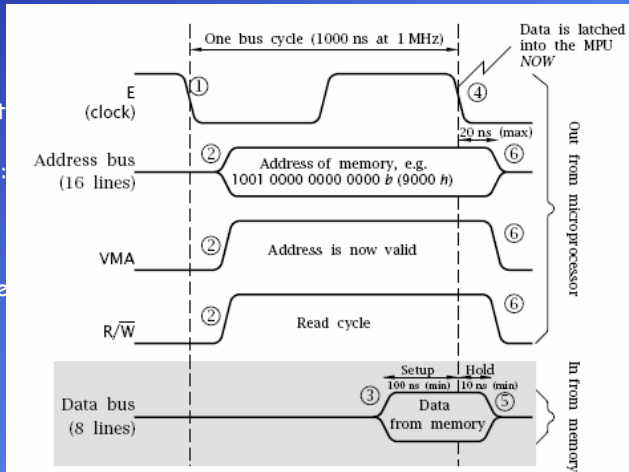 One bus cycle (1000 ns at 1 MHz)
Data is latched
into the MPU
NOW
E
(clock)
①
④
20 ns (max)
Address bus
(16 lines)
②
Address of memory, e.g.
1001 0000 0000 0000 b (9000 h)
⑥
VMA
②
Address is now valid
⑥
R/W̅
②
Read cycle
⑥
Out from microprocessor
Setup
Hold
100 ns (min)
10 ns (min)
Data bus
(8 lines)
③
Data
from memory
⑤
In from memory
t
:
e